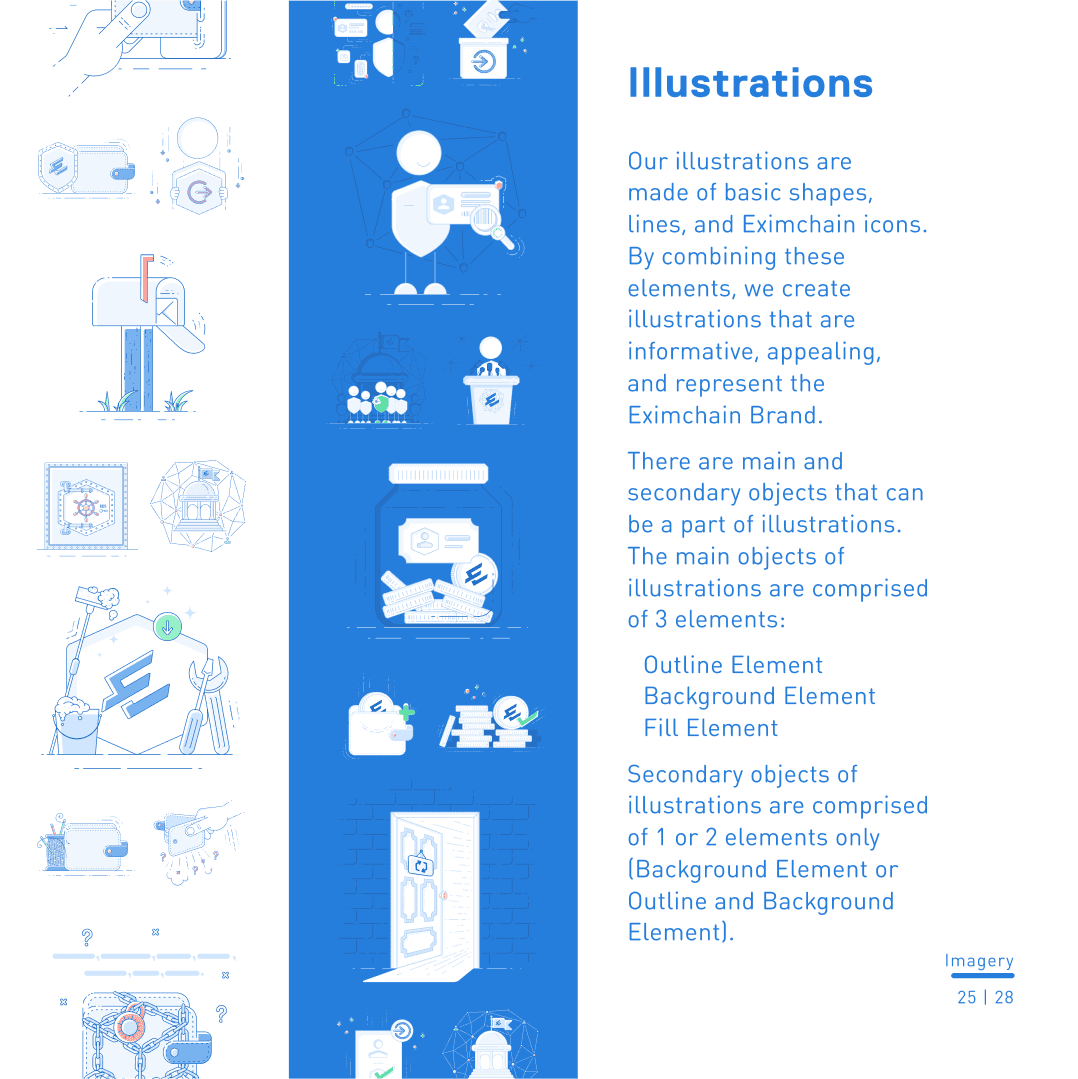 Illustrations
Our illustrations are
made of basic shapes,
lines, and Eximchain icons.
By combining these
elements, we create
illustrations that are
informative, appealing,
and represent the
Eximchain Brand.
There are main and
secondary objects that can
be a part of illustrations.
The main objects of
illustrations are comprised
of 3 elements:
Outline Element
Background Element
Fill Element
Secondary objects of
illustrations are comprised
of 1 or 2 elements only
(Background Element or
Outline and Background
Element).
Imagery
25 | 28